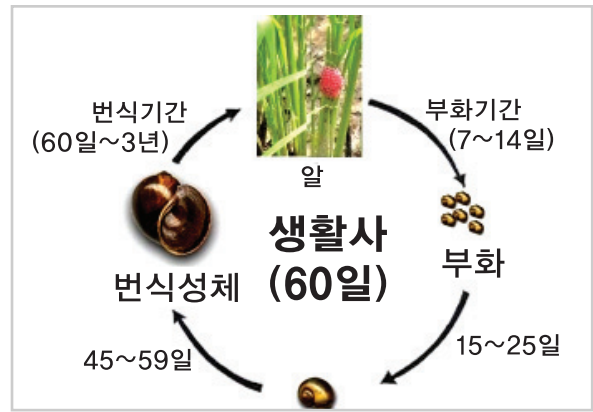 번식기간
(60일~3년)
부화기간
(7~14일)
알
생활사
(60일)
부화
번식성체
15~25일
45~59일